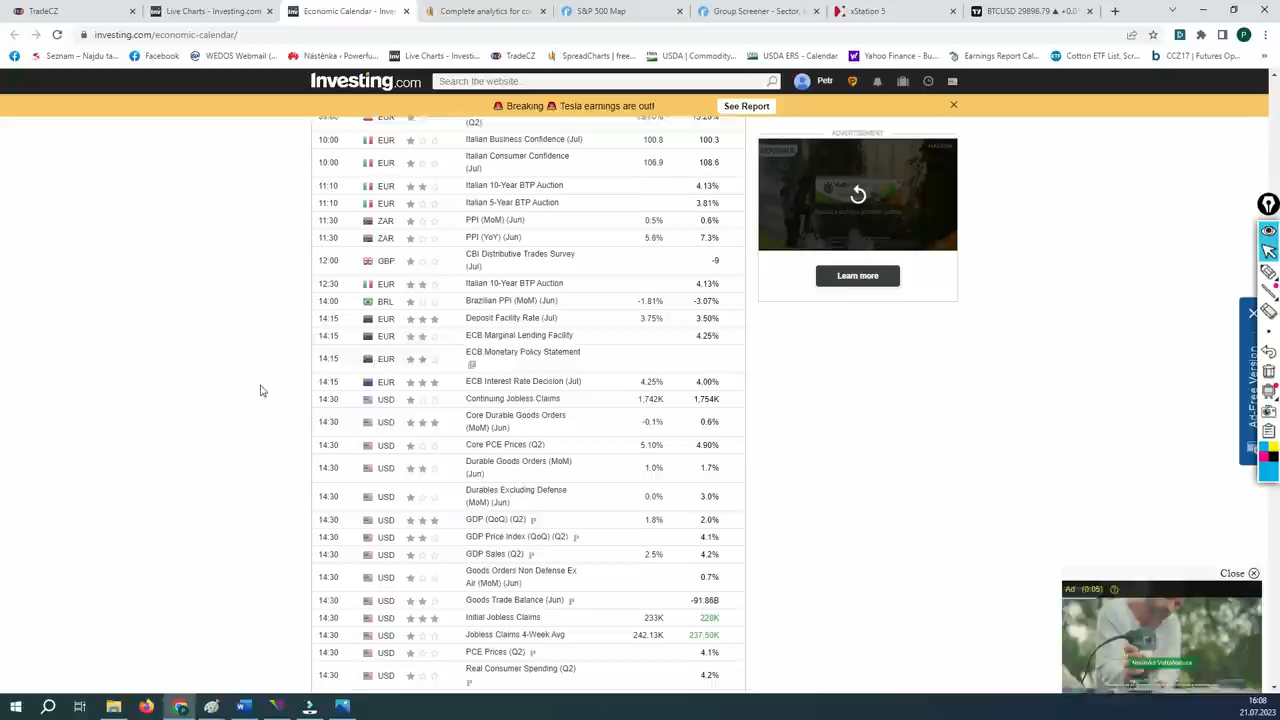 TradeCZ
Live Charts - Investing.com
Economic Calendar - Inves
Complete analytics for co
S&P 500 Map
Group Screener - Sector, I
xStation 5
BTCUSD 29898.79 ▲ +0.0
investing.com/economic-calendar/
Seznam – Najdu tam
Facebook
WEDOS Webmail (...
Nástěnka ‹ Powerfu...
Live Charts - Investi...
TradeCZ
SpreadCharts | free...
USDA | Commodity...
USDA ERS - Calendar
Yahoo Finance - Bu...
Earnings Report Cal...
Cotton ETF List, Scr...
CCZ17 | Futures Op...
Investing.com
Search the website...
Petr
Breaking Tesla earnings are out!
See Report
(Q2)
10:00 EUR Italian Business Confidence (Jul) 100.8 100.3
10:00 EUR Italian Consumer Confidence (Jul) 106.9 108.6
11:10 EUR Italian 10-Year BTP Auction 4.13%
11:10 EUR Italian 5-Year BTP Auction 3.81%
11:30 ZAR PPI (MoM) (Jun) 0.5% 0.6%
11:30 ZAR PPI (YoY) (Jun) 5.6% 7.3%
12:00 GBP CBI Distributive Trades Survey (Jul) -9
12:30 EUR Italian 10-Year BTP Auction 4.13%
14:00 BRL Brazilian PPI (MoM) (Jun) -1.81% -3.07%
14:15 EUR Deposit Facility Rate (Jul) 3.75% 3.50%
14:15 EUR ECB Marginal Lending Facility 4.25%
14:15 EUR ECB Monetary Policy Statement
14:15 EUR ECB Interest Rate Decision (Jul) 4.25% 4.00%
14:30 USD Continuing Jobless Claims 1,742K 1,754K
14:30 USD Core Durable Goods Orders (MoM) (Jun) -0.1% 0.6%
14:30 USD Core PCE Prices (Q2) 5.10% 4.90%
14:30 USD Durable Goods Orders (MoM) (Jun) 1.0% 1.7%
14:30 USD Durables Excluding Defense (MoM) (Jun) 0.0% 3.0%
14:30 USD GDP (QoQ) (Q2) P 1.8% 2.0%
14:30 USD GDP Price Index (QoQ) (Q2) P 4.1%
14:30 USD GDP Sales (Q2) P 2.5% 4.2%
14:30 USD Goods Orders Non Defense Ex Air (MoM) (Jun) 0.7%
14:30 USD Goods Trade Balance (Jun) P -91.86B
14:30 USD Initial Jobless Claims 233K 228K
14:30 USD Jobless Claims 4-Week Avg 242.13K 237.50K
14:30 USD PCE Prices (Q2) P 4.1%
14:30 USD Real Consumer Spending (Q2) P 4.2%
ADVERTISEMENT
NOVINKA
HALEON
Learn more
Ad-Free Version
Close
Ad (0:05)
16:08
21.07.2023